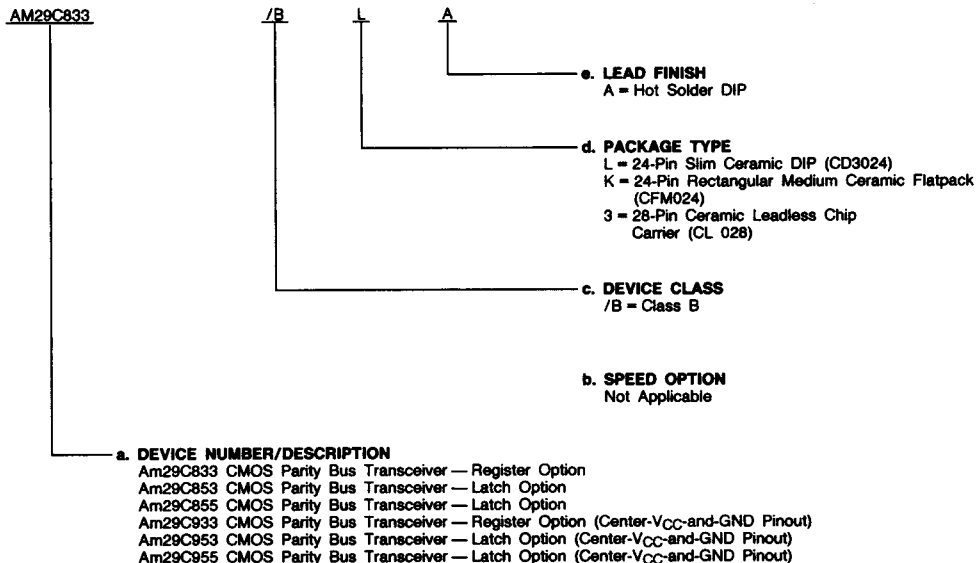 AM29C833 /B L A
e. LEAD FINISH
A = Hot Solder DIP
d. PACKAGE TYPE
L = 24-Pin Slim Ceramic DIP (CD3024)
K = 24-Pin Rectangular Medium Ceramic Flatpack
(CFM024)
3 = 28-Pin Ceramic Leadless Chip
Carrier (CL 028)
c. DEVICE CLASS
/B = Class B
b. SPEED OPTION
Not Applicable
a. DEVICE NUMBER/DESCRIPTION
Am29C833 CMOS Parity Bus Transceiver — Register Option
Am29C853 CMOS Parity Bus Transceiver — Latch Option
Am29C855 CMOS Parity Bus Transceiver — Latch Option
Am29C933 CMOS Parity Bus Transceiver — Register Option (Center-VCC-and-GND Pinout)
Am29C953 CMOS Parity Bus Transceiver — Latch Option (Center-VCC-and-GND Pinout)
Am29C955 CMOS Parity Bus Transceiver — Latch Option (Center-VCC-and-GND Pinout)